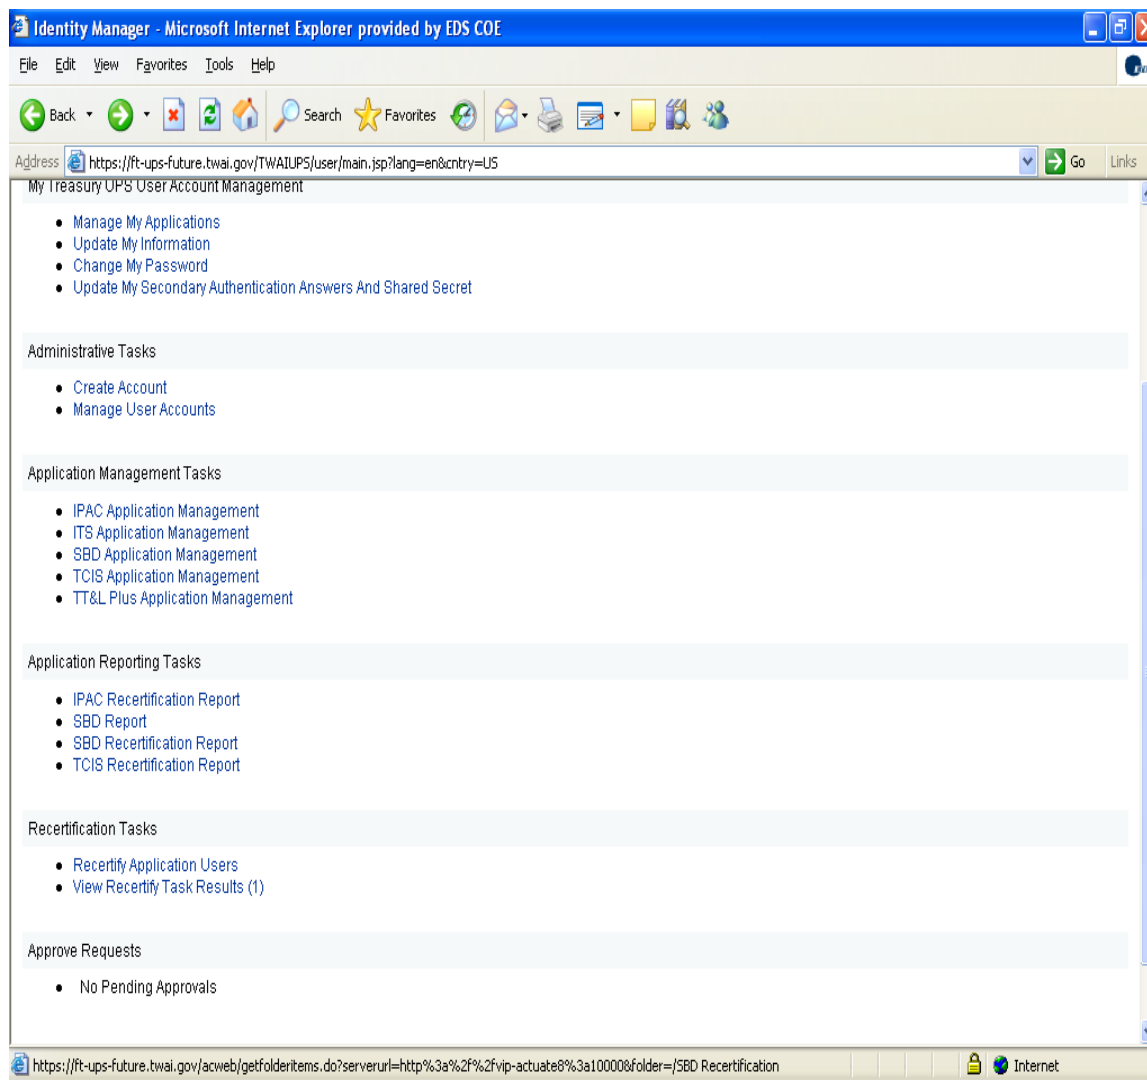 Identity Manager - Microsoft Internet Explorer provided by EDS COE
File Edit View Favorites Tools Help
Back Search Favorites
Address https://ft-ups-future.twai.gov/TWAIUPS/user/main.jsp?lang=en&cntry=US Go Links
My Treasury UPS User Account Management
Manage My Applications
Update My Information
Change My Password
Update My Secondary Authentication Answers And Shared Secret
Administrative Tasks
Create Account
Manage User Accounts
Application Management Tasks
IPAC Application Management
ITS Application Management
SBD Application Management
TCIS Application Management
TT&L Plus Application Management
Application Reporting Tasks
IPAC Recertification Report
SBD Report
SBD Recertification Report
TCIS Recertification Report
Recertification Tasks
Recertify Application Users
View Recertify Task Results (1)
Approve Requests
No Pending Approvals
https://ft-ups-future.twai.gov/acweb/getfolderitems.do?serverurl=http%3a%2f%2fvip-actuate8%3a10000&folder=/SBD Recertification Internet